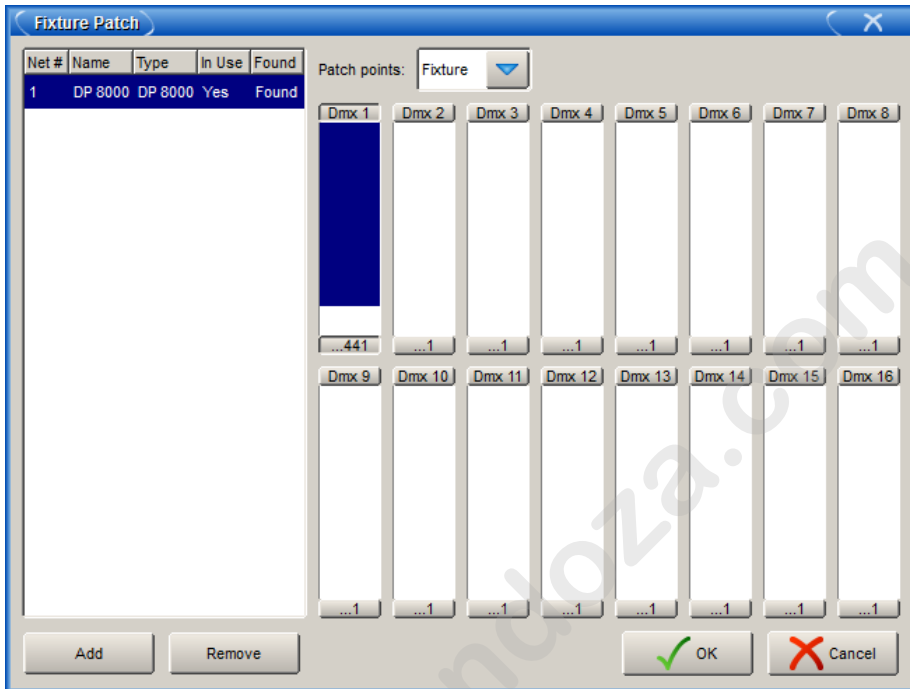 Fixture Patch
Net # Name Type In Use Found
1 DP 8000 DP 8000 Yes Found
Patch points: Fixture
Dmx 1 Dmx 2 Dmx 3 Dmx 4 Dmx 5 Dmx 6 Dmx 7 Dmx 8
...441 ...1 ...1 ...1 ...1 ...1 ...1 ...1
Dmx 9 Dmx 10 Dmx 11 Dmx 12 Dmx 13 Dmx 14 Dmx 15 Dmx 16
...1 ...1 ...1 ...1 ...1 ...1 ...1 ...1
Add Remove OK Cancel
ndoza.com